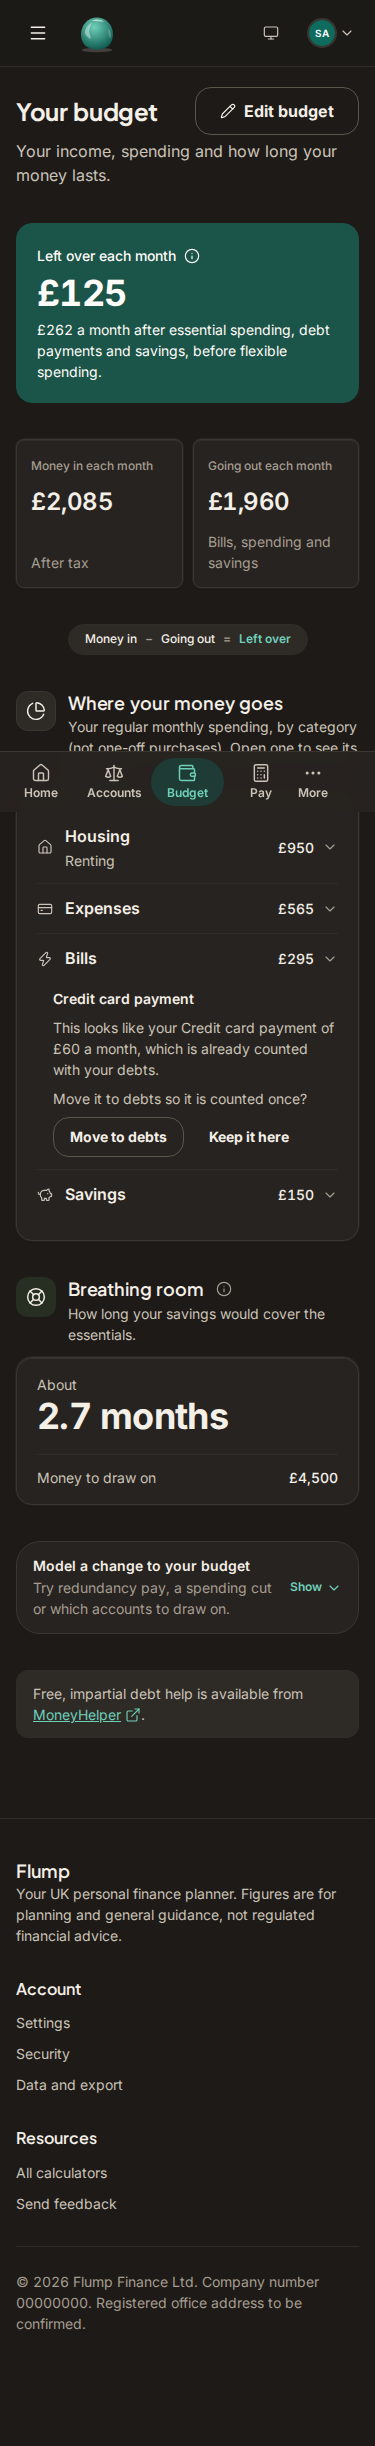 SA
Your budget
Edit budget
Your income, spending and how long your
money lasts.
Left over each month
£125
£262 a month after essential spending, debt
payments and savings, before flexible
spending.
Money in each month
£2,085
After tax
Going out each month
£1,960
Bills, spending and
savings
Money in − Going out = Left over
Where your money goes
Your regular monthly spending, by category
(not one-off purchases). Open one to see its
Home
Accounts
Budget
Pay
More
Housing
Renting
£950
Expenses
£565
Bills
£295
Credit card payment
This looks like your Credit card payment of
£60 a month, which is already counted
with your debts.
Move it to debts so it is counted once?
Move to debts
Keep it here
Savings
£150
Breathing room
How long your savings would cover the
essentials.
About
2.7 months
Money to draw on
£4,500
Model a change to your budget
Try redundancy pay, a spending cut
or which accounts to draw on.
Show
Free, impartial debt help is available from
MoneyHelper.
Flump
Your UK personal finance planner. Figures are for
planning and general guidance, not regulated
financial advice.
Account
Settings
Security
Data and export
Resources
All calculators
Send feedback
© 2026 Flump Finance Ltd. Company number
00000000. Registered office address to be
confirmed.